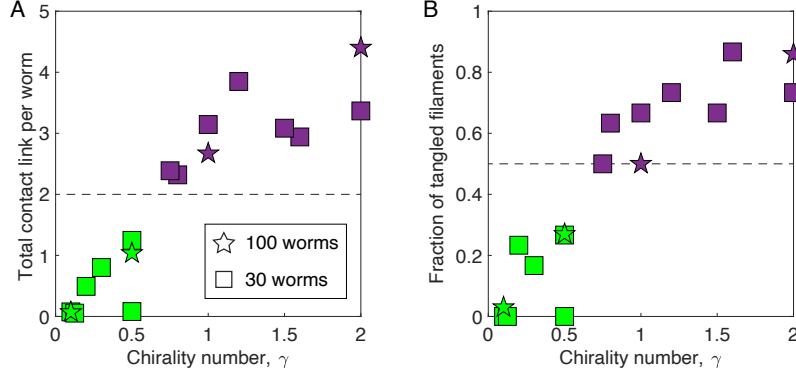 A
Total contact link per worm
5
4
3
2
1
0
0
0.5
1
1.5
2
Chirality number, γ
100 worms
30 worms
B
Fraction of tangled filaments
1
0.8
0.6
0.4
0.2
0
0
0.5
1
1.5
2
Chirality number, γ